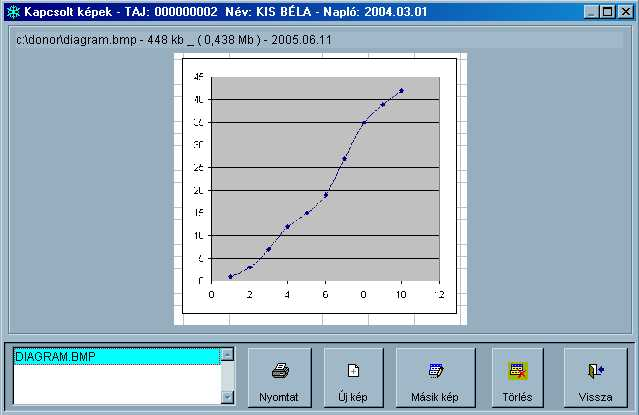 Kapcsolt képek - TAJ: 000000002 Név: KIS BÉLA - Napló: 2004.03.01
c:\donor\diagram.bmp - 448 kb _ ( 0,438 Mb ) - 2005.06.11
45
40
35
30
25
20
15
10
5
0
0 2 4 6 8 10 12
DIAGRAM.BMP
Nyomtat Új kép Másik kép Törlés Vissza